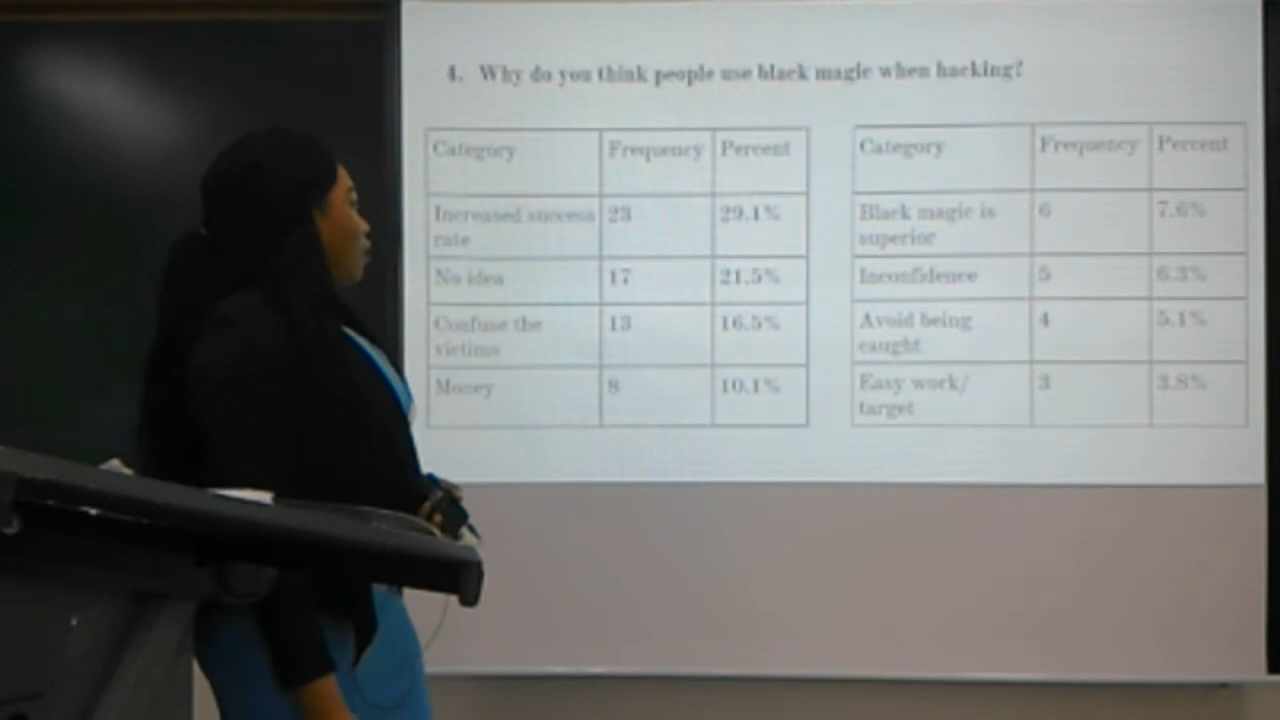 4. Why do you think people use black magic when hacking?
Category Frequency Percent
Increased success rate 23 29.1%
No idea 17 21.5%
Confuse the victims 13 16.5%
Money 8 10.1%
Category Frequency Percent
Black magic is superior 6 7.6%
Inconfidence 5 6.3%
Avoid being caught 4 5.1%
Easy work/ target 3 3.8%